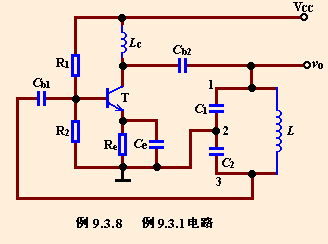 VCC
LC
Cb2
R1
vo
Cb1
1
C1
T
2
L
R2
Re
Ce
C2
3
例 9.3.8 例 9.3.1 电路